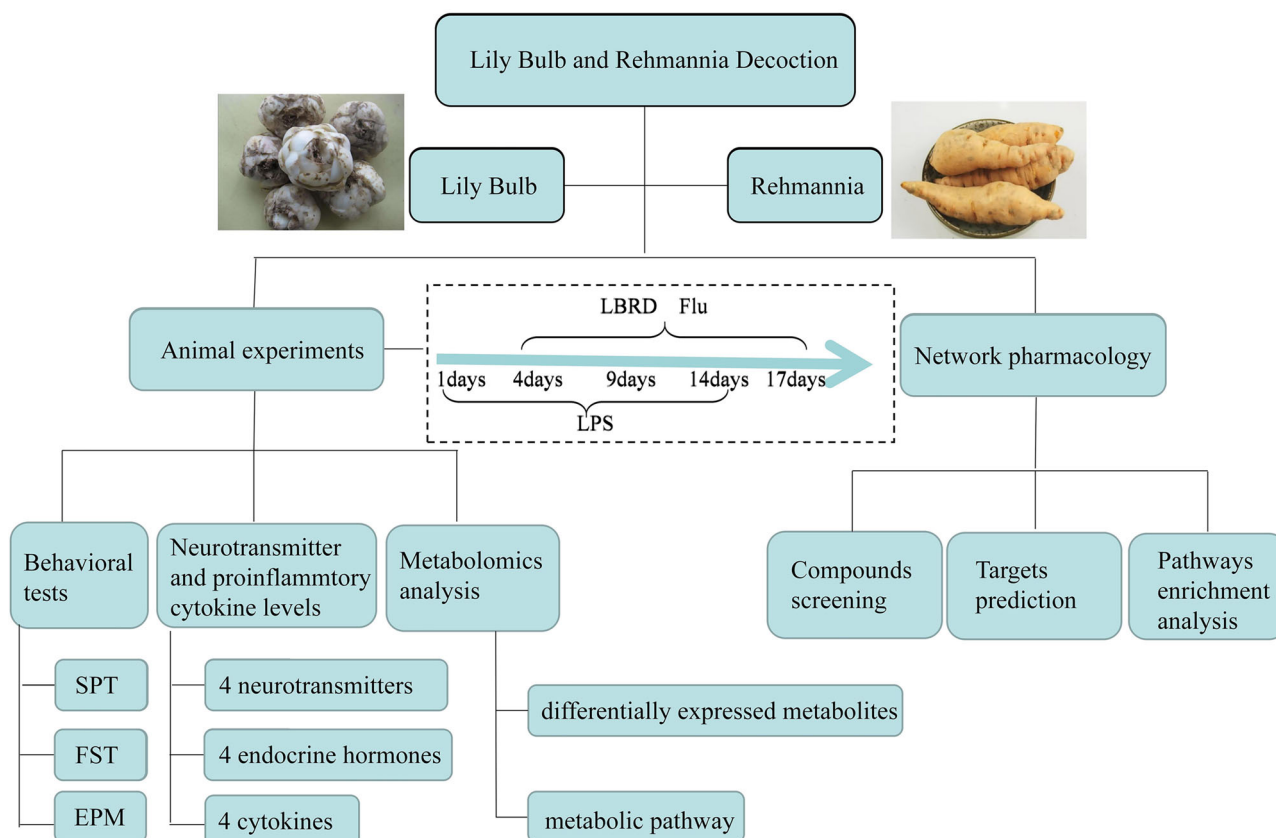 Lily Bulb and Rehmannia Decoction
Lily Bulb
Rehmannia
Animal experiments
LBRD Flu
1days 4days 9days 14days 17days
LPS
Network pharmacology
Behavioral
tests
Neurotransmitter
and proinflammtory
cytokine levels
Metabolomics
analysis
Compounds
screening
Targets
prediction
Pathways
enrichment
analysis
SPT
FST
EPM
4 neurotransmitters
4 endocrine hormones
4 cytokines
differentially expressed metabolites
metabolic pathway